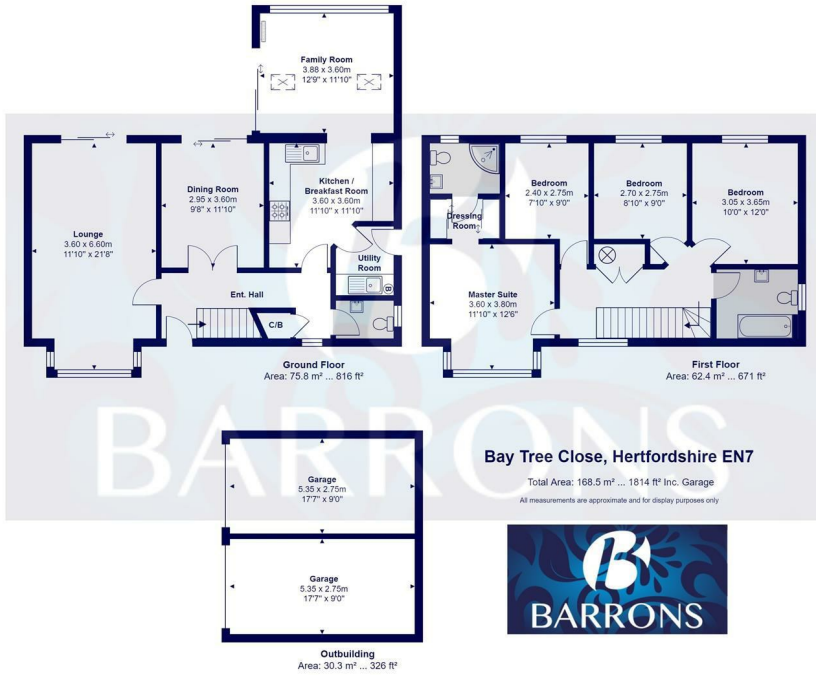 Family Room
3.88 x 3.60m
12'9" x 11'10"
Kitchen /
Breakfast Room
3.60 x 3.60m
11'10" x 11'10"
Dining Room
2.95 x 3.60m
9'8" x 11'10"
Lounge
3.60 x 6.60m
11'10" x 21'8"
Utility
Room
B
Ent. Hall
C/B
Ground Floor
Area: 75.8 m² ... 816 ft²
Dressing
Room
Bedroom
2.40 x 2.75m
7'10" x 9'0"
Bedroom
2.70 x 2.75m
8'10" x 9'0"
Bedroom
3.05 x 3.65m
10'0" x 12'0"
Master Suite
3.60 x 3.80m
11'10" x 12'6"
First Floor
Area: 62.4 m² ... 671 ft²
BARRONS
Garage
5.35 x 2.75m
17'7" x 9'0"
Garage
5.35 x 2.75m
17'7" x 9'0"
Outbuilding
Area: 30.3 m² ... 326 ft²
Bay Tree Close, Hertfordshire EN7
Total Area: 168.5 m² ... 1814 ft² Inc. Garage
All measurements are approximate and for display purposes only
B
BARRONS